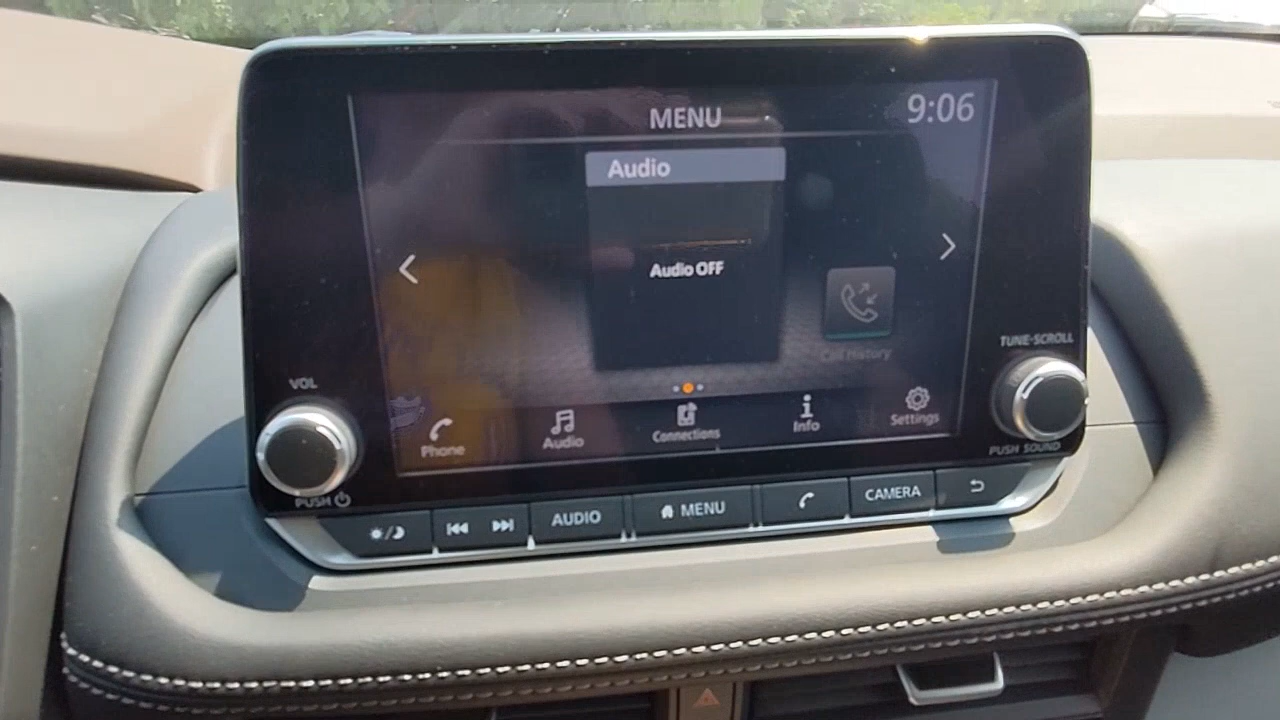 MENU
9:06
Audio
Audio OFF
Call History
TUNE-SCROLL
VOL
Phone
Audio
Connections
Info
Settings
PUSH
PUSH SOUND
AUDIO
MENU
CAMERA